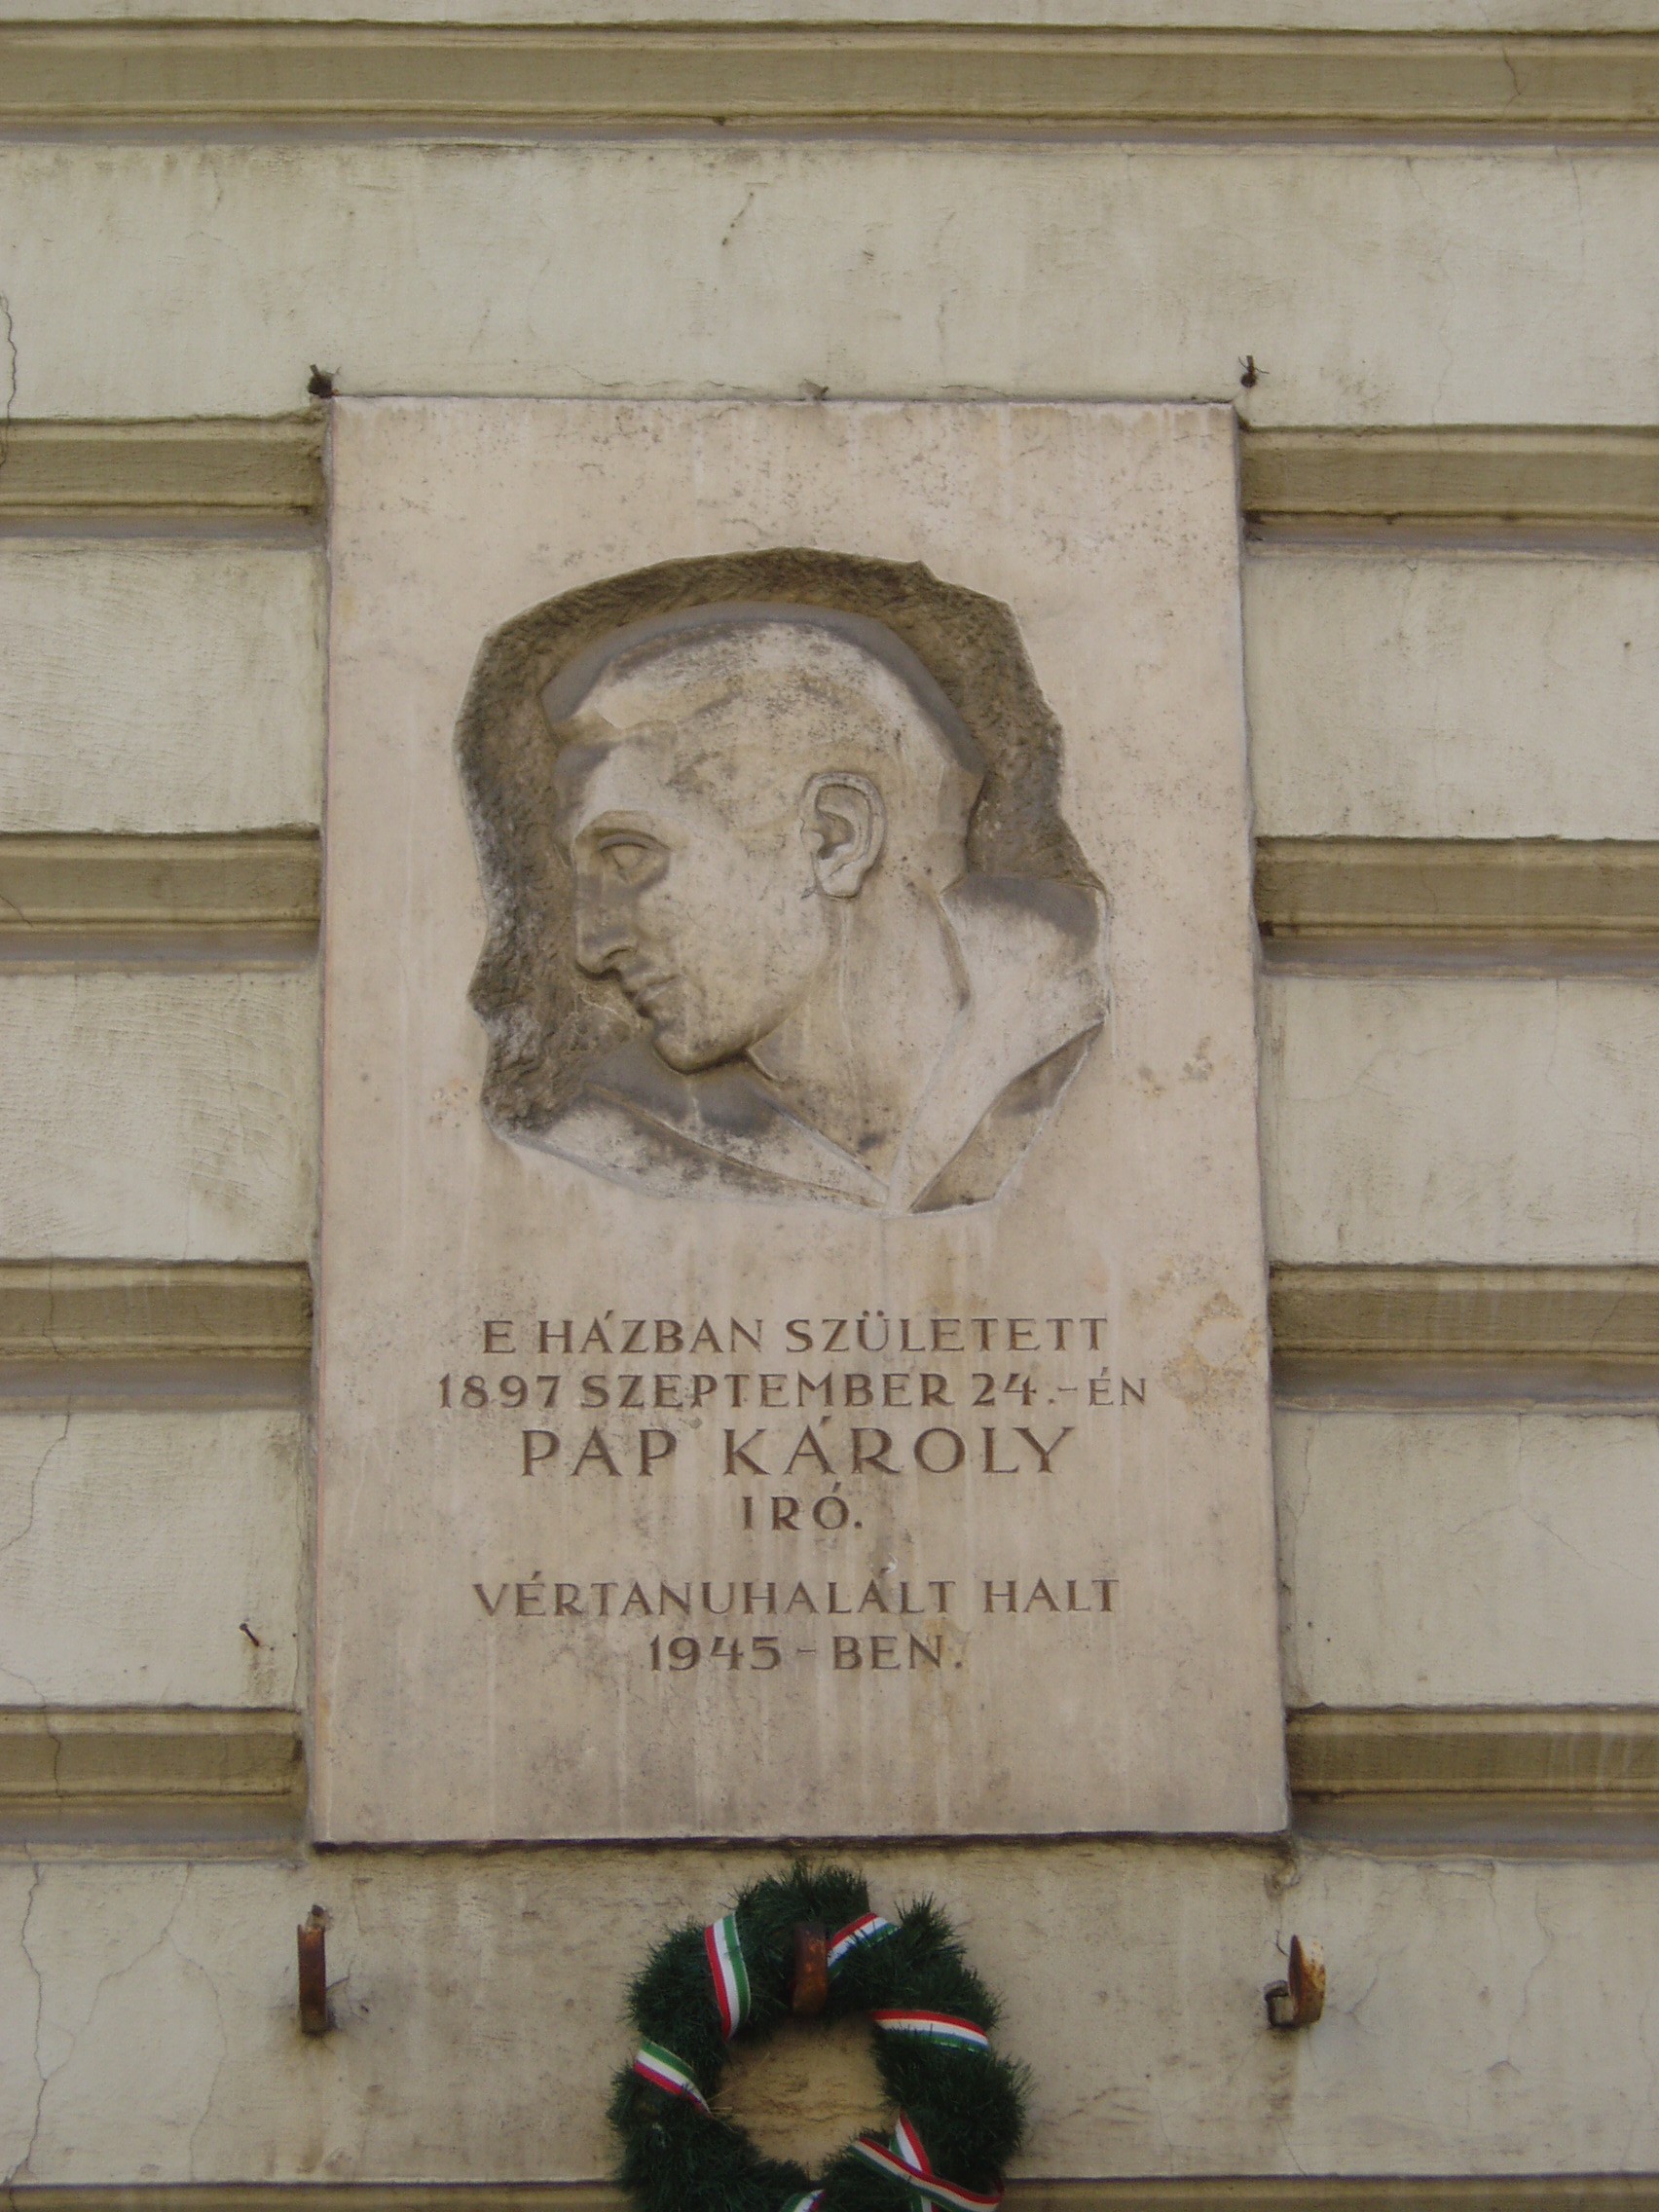 E HÁZBAN SZÜLETETT
1897 SZEPTEMBER 24.-ÉN
PAP KÁROLY
IRÓ.
VÉRTANUHALÁLT HALT
1945-BEN.